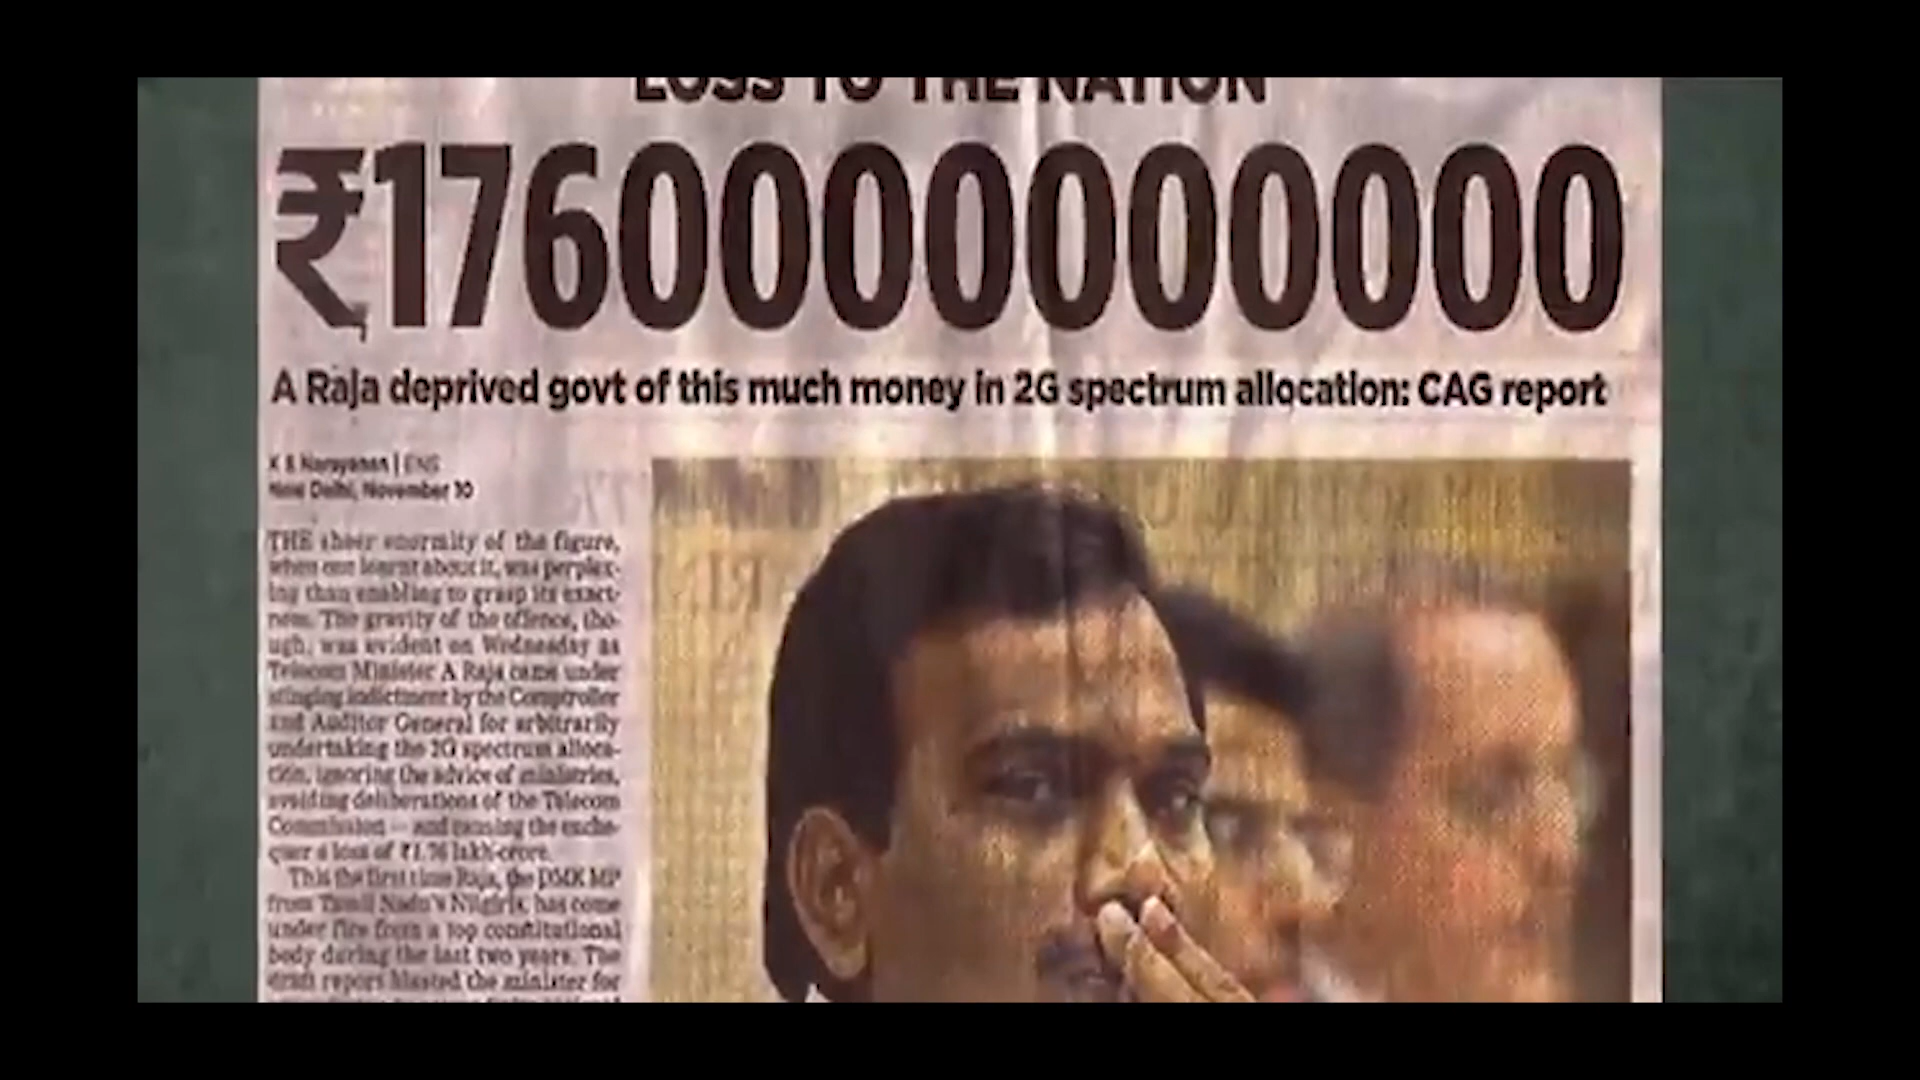 LOSS TO THE NATION
₹1760000000000
A Raja deprived govt of this much money in 2G spectrum allocation: CAG report
K S Narayanan | ENS
New Delhi, November 10
THE sheer enormity of the figure,
when one learnt about it, was perplex-
ing than enabling to grasp its exact-
ness. The gravity of the offence, tho-
ugh, was evident on Wednesday as
Telecom Minister A Raja came under
stinging indictment by the Comptroller
and Auditor General for arbitrarily
undertaking the 2G spectrum alloca-
tion, ignoring the advice of ministries,
avoiding deliberations of the Telecom
Commission — and causing the exche-
quer a loss of ₹1.76 lakh-crore.
This the first time Raja, the DMK MP
from Tamil Nadu's Nilgiris, has come
under fire from a top constitutional
body during the last two years. The
draft report blasted the minister for